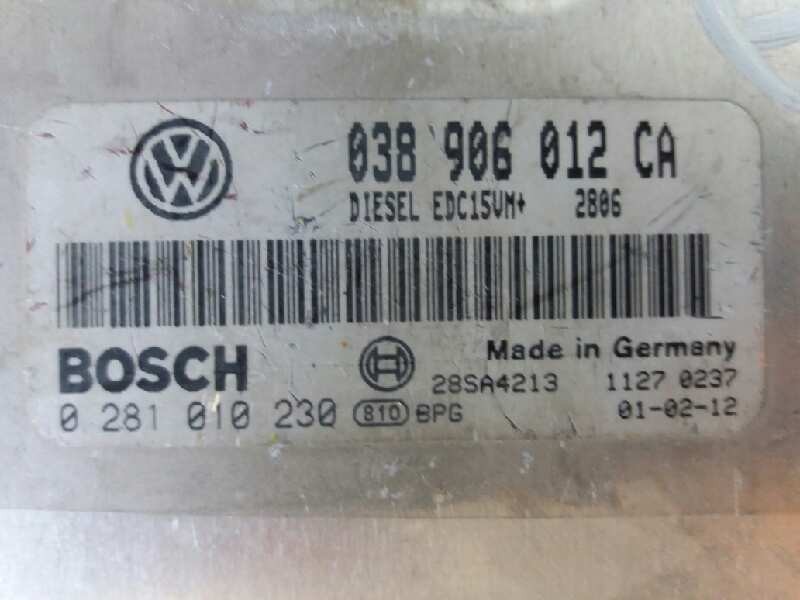 038 906 012 CA
DIESEL EDC15VM+ 2806
BOSCH
Made in Germany
28SA4213 1127 0237
0 281 010 230 810 BPG 01-02-12